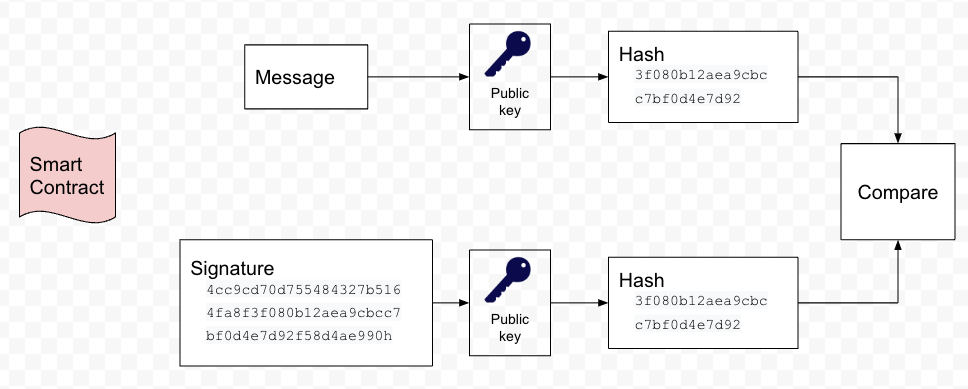 Message
Public
key
Hash
3f080b12aea9cbc
c7bf0d4e7d92
Smart
Contract
Compare
Signature
4cc9cd70d755484327b516
4fa8f3f080b12aea9cbcc7
bf0d4e7d92f58d4ae990h
Public
key
Hash
3f080b12aea9cbc
c7bf0d4e7d92